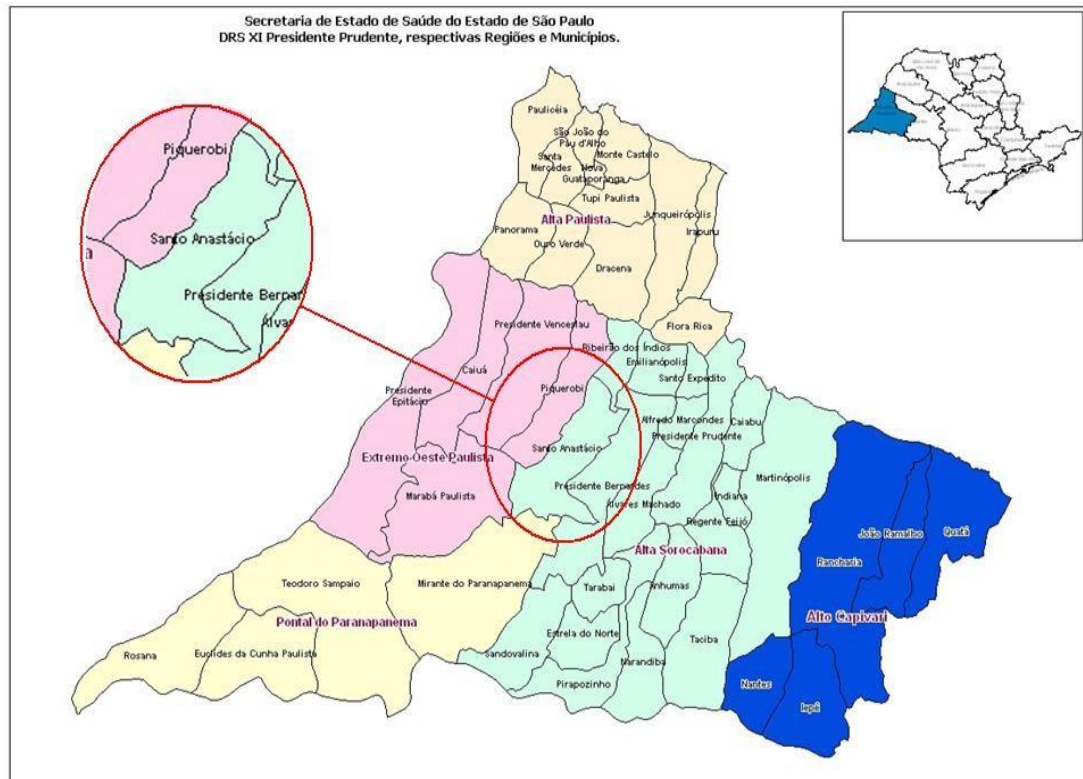 Secretaria de Estado de Saúde do Estado de São Paulo
DRS XI Presidente Prudente, respectivas Regiões e Municípios.
Piquerobi
Santo Anastácio
a
Presidente Bernar
Álvar
Paulicéia
São João do
Pau d'Alho
Santa
Mercedes
Monte Castelo
Nova
Guataporanga
Tupi Paulista
Alta Paulista
Junqueirópolis
Panorama
Irapuru
Ouro Verde
Dracena
Flora Rica
Presidente Venceslau
Ribeirão dos Índios
Emilianópolis
Caiuá
Santo Expedito
Piquerobi
Presidente
Epitácio
Alfredo Marcondes
Caiabu
Presidente Prudente
Santo Anastácio
Extremo Oeste Paulista
Martinópolis
Marabá Paulista
Presidente Bernardes
Indiana
Álvares Machado
Regente Feijó
João Ramalho
Quatá
Rancharia
Alta Sorocabana
Teodoro Sampaio
Mirante do Paranapanema
Tarabai
Anhumas
Alto Capivari
Pontal do Paranapanema
Estrela do Norte
Taciba
Rosana
Euclides da Cunha Paulista
Sandovalina
Narandiba
Pirapozinho
Nantes
Iepê